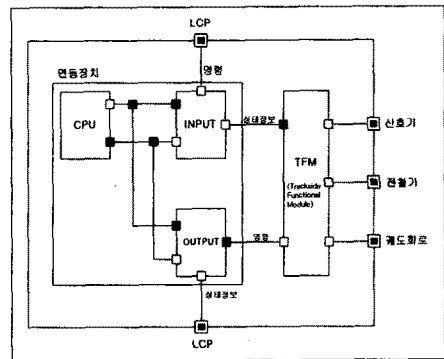 LCP
명령
연동장치
CPU
INPUT
상태정보
신호기
TFM
(Trackside
Functional
Module)
전철기
OUTPUT
명령
궤도회로
상태정보
LCP